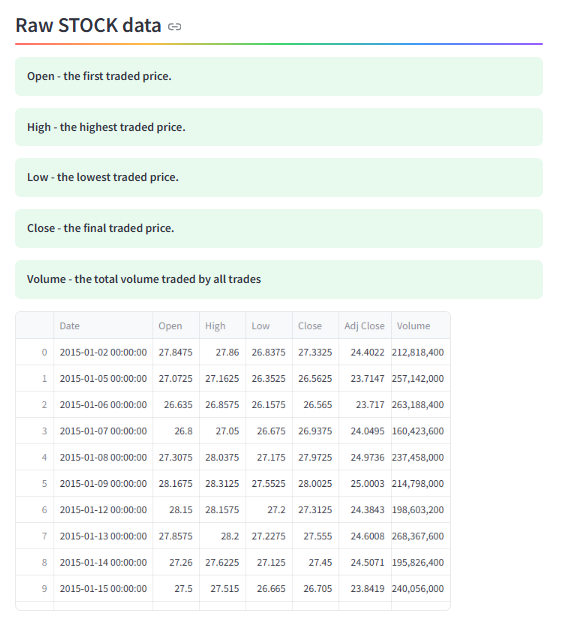 Raw STOCK data
Open - the first traded price.
High - the highest traded price.
Low - the lowest traded price.
Close - the final traded price.
Volume - the total volume traded by all trades
Date Open High Low Close Adj Close Volume
0 2015-01-02 00:00:00 27.8475 27.86 26.8375 27.3325 24.4022 212,818,400
1 2015-01-05 00:00:00 27.0725 27.1625 26.3525 26.5625 23.7147 257,142,000
2 2015-01-06 00:00:00 26.635 26.8575 26.1575 26.565 23.717 263,188,400
3 2015-01-07 00:00:00 26.8 27.05 26.675 26.9375 24.0495 160,423,600
4 2015-01-08 00:00:00 27.3075 28.0375 27.175 27.9725 24.9736 237,458,000
5 2015-01-09 00:00:00 28.1675 28.3125 27.5525 28.0025 25.0003 214,798,000
6 2015-01-12 00:00:00 28.15 28.1575 27.2 27.3125 24.3843 198,603,200
7 2015-01-13 00:00:00 27.8575 28.2 27.2275 27.555 24.6008 268,367,600
8 2015-01-14 00:00:00 27.26 27.6225 27.125 27.45 24.5071 195,826,400
9 2015-01-15 00:00:00 27.5 27.515 26.665 26.705 23.8419 240,056,000